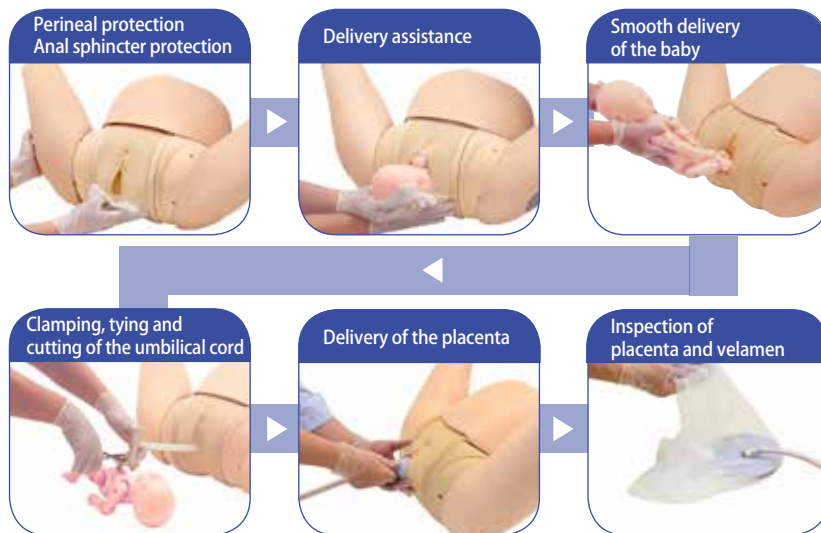 Perineal protection
Anal sphincter protection
Delivery assistance
Smooth delivery
of the baby
Clamping, tying and
cutting of the umbilical cord
Delivery of the placenta
Inspection of
placenta and velamen